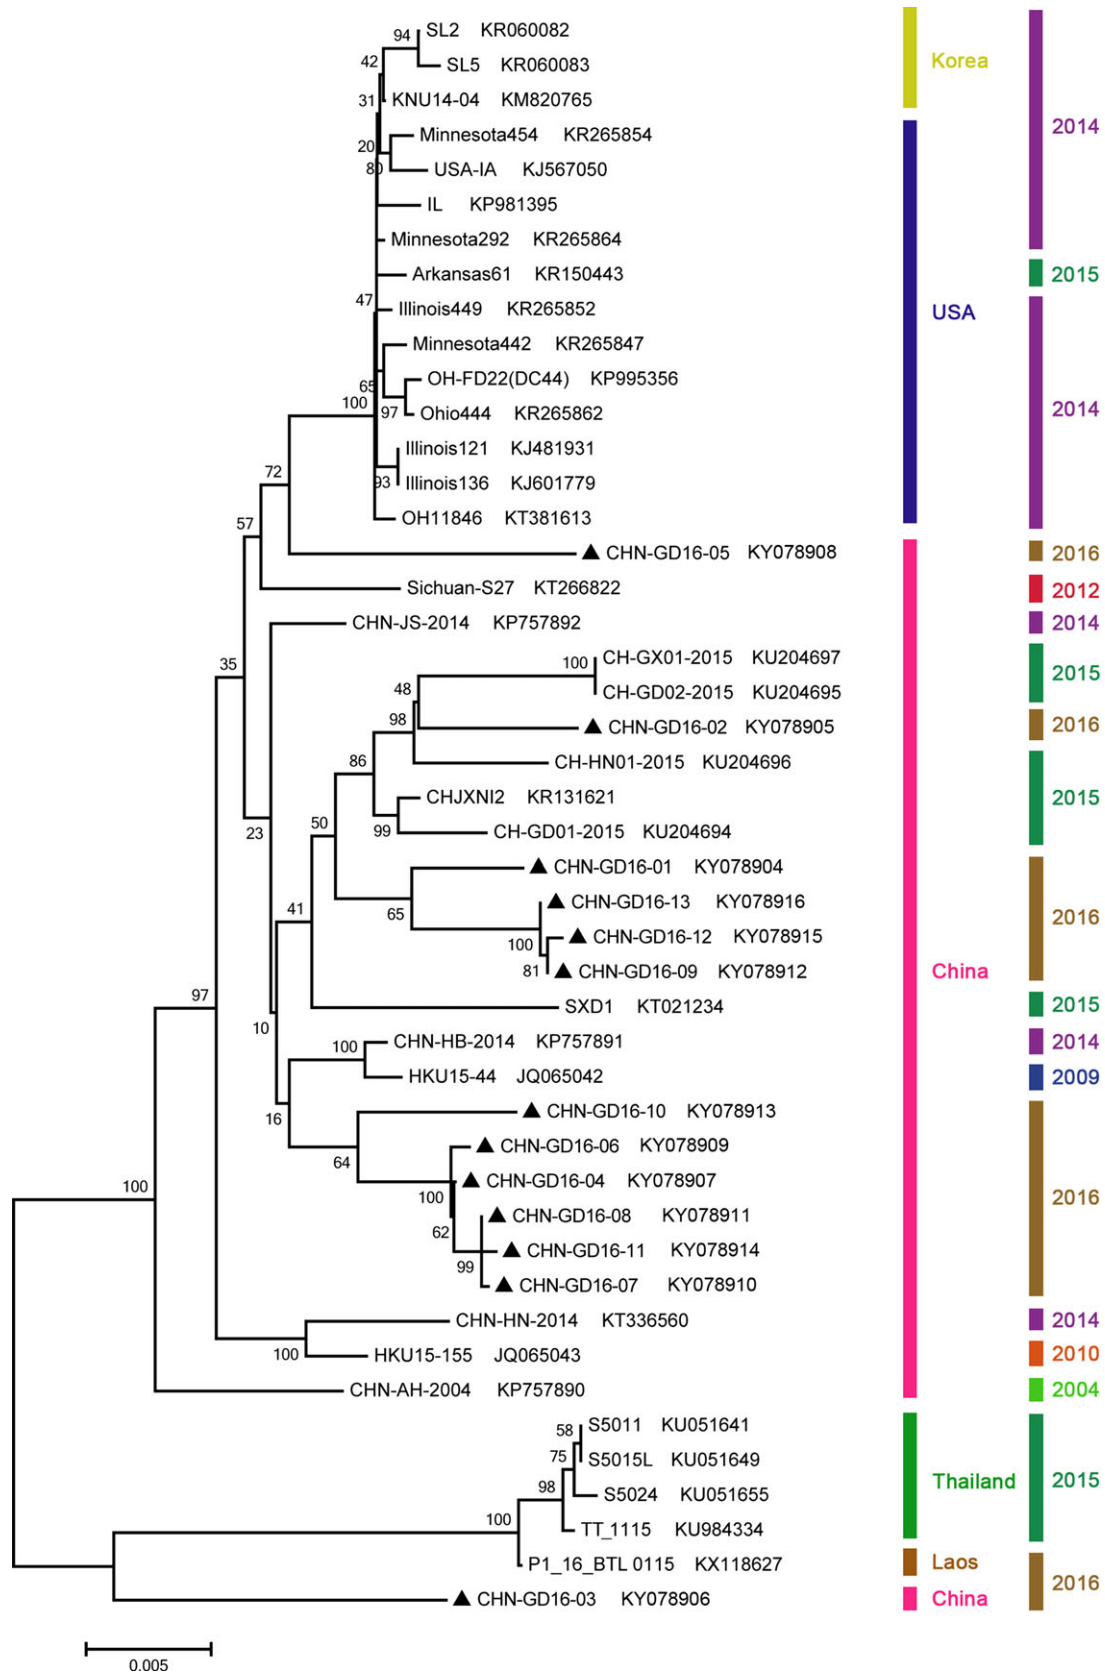 SL2 KR060082
94
SL5 KR060083
Korea
42
KNU14-04 KM820765
31
Minnesota454 KR265854
2014
20
80
USA-IA KJ567050
IL KP981395
Minnesota292 KR265864
Arkansas61 KR150443
2015
47
Illinois449 KR265852
USA
Minnesota442 KR265847
65
OH-FD22(DC44) KP995356
100
97
Ohio444 KR265862
2014
Illinois121 KJ481931
93
Illinois136 KJ601779
72
OH11846 KT381613
57
CHN-GD16-05 KY078908
2016
Sichuan-S27 KT266822
2012
CHN-JS-2014 KP757892
2014
35
100
CH-GX01-2015 KU204697
2015
CH-GD02-2015 KU204695
48
98
CHN-GD16-02 KY078905
2016
86
CH-HN01-2015 KU204696
CHJXNI2 KR131621
2015
23
50
99
CH-GD01-2015 KU204694
CHN-GD16-01 KY078904
41
65
CHN-GD16-13 KY078916
2016
100
CHN-GD16-12 KY078915
81
CHN-GD16-09 KY078912
China
97
SXD1 KT021234
2015
10
100
CHN-HB-2014 KP757891
2014
HKU15-44 JQ065042
2009
16
CHN-GD16-10 KY078913
64
CHN-GD16-06 KY078909
100
CHN-GD16-04 KY078907
2016
100
62
CHN-GD16-08 KY078911
99
CHN-GD16-11 KY078914
CHN-GD16-07 KY078910
CHN-HN-2014 KT336560
2014
100
HKU15-155 JQ065043
2010
CHN-AH-2004 KP757890
2004
58
S5011 KU051641
75
S5015L KU051649
98
S5024 KU051655
Thailand
2015
100
TT_1115 KU984334
P1_16_BTL 0115 KX118627
Laos
2016
CHN-GD16-03 KY078906
China
0.005